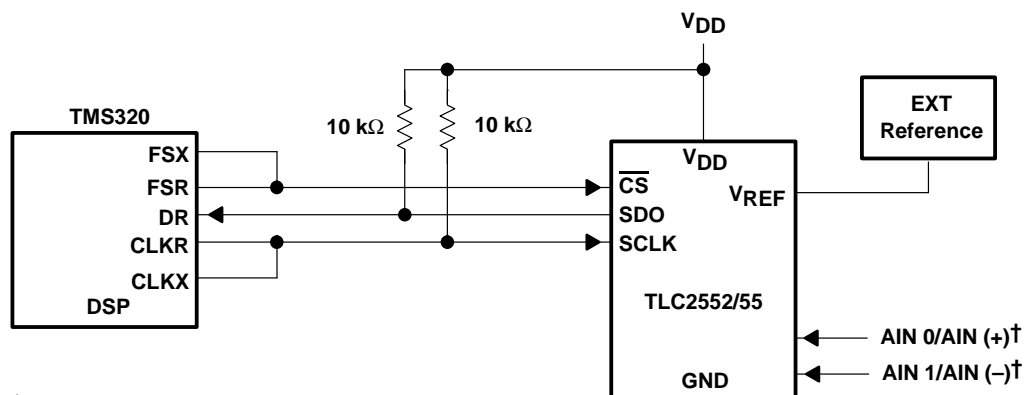 VDD
TMS320
10 kΩ
10 kΩ
EXT
Reference
FSX
FSR
DR
CLKR
CLKX
DSP
VDD
CS
VREF
SDO
SCLK
TLC2552/55
AIN 0/AIN (+)†
AIN 1/AIN (–)†
GND